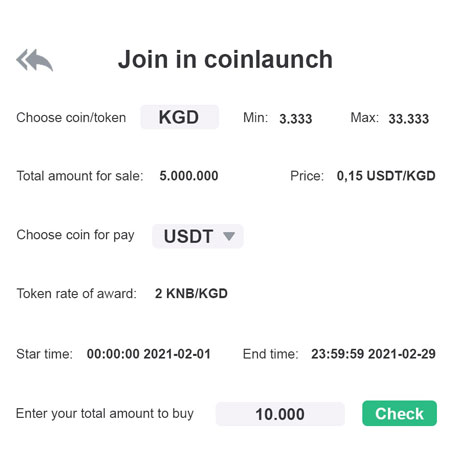 Join in coinlaunch
Choose coin/token KGD Min: 3.333 Max: 33.333
Total amount for sale: 5.000.000 Price: 0,15 USDT/KGD
Choose coin for pay USDT
Token rate of award: 2 KNB/KGD
Star time: 00:00:00 2021-02-01 End time: 23:59:59 2021-02-29
Enter your total amount to buy 10.000 Check